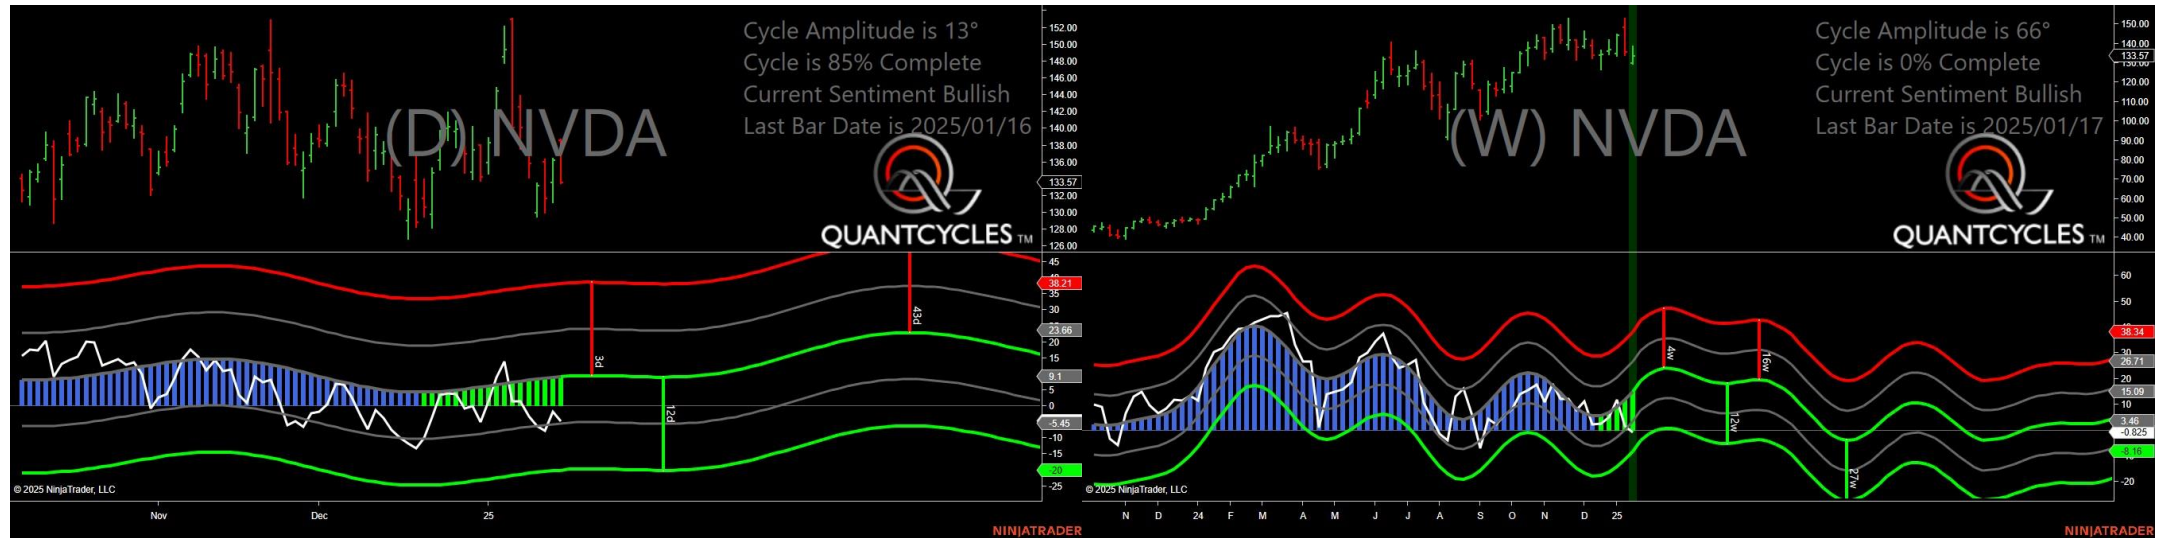 Cycle Amplitude is 13°
Cycle is 85% Complete
Current Sentiment Bullish
Last Bar Date is 2025/01/16
(D) NVDA
QUANTCYCLES TM
152.00
150.00
148.00
146.00
144.00
142.00
140.00
138.00
136.00
133.57
132.00
130.00
128.00
126.00
45
38.21
35
30
23.66
20
15
9.1
5
0
-5.45
-10
-15
-20
-25
3d
43d
12d
© 2025 NinjaTrader, LLC
Nov
Dec
25
NINJATRADER
Cycle Amplitude is 66°
Cycle is 0% Complete
Current Sentiment Bullish
Last Bar Date is 2025/01/17
(W) NVDA
QUANTCYCLES TM
150.00
140.00
133.57
130.00
120.00
110.00
100.00
90.00
80.00
70.00
60.00
50.00
40.00
60
50
38.34
30
26.71
20
15.09
10
3.46
-0.825
-8.16
-20
4w
16w
12w
27w
© 2025 NinjaTrader, LLC
N
D
24
F
M
A
M
J
J
A
S
O
N
D
25
NINJATRADER